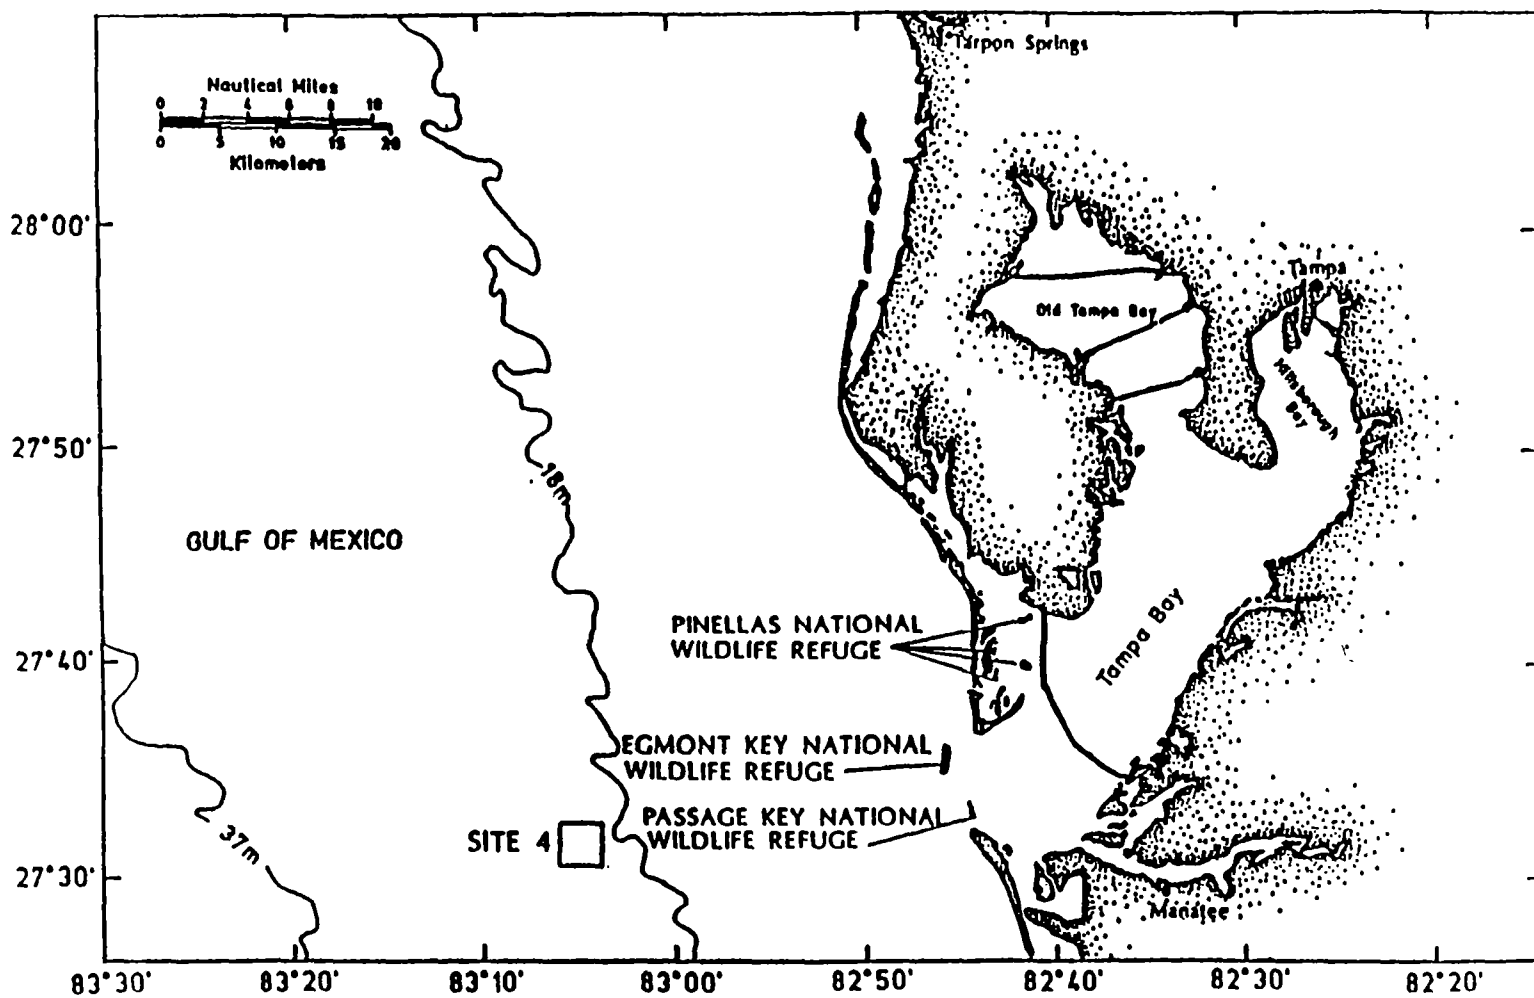 Tarpon Springs
Nautical Miles
0 2 4 6 8 10
0 5 10 15 20
Kilometers
28°00'
Tampa
Old Tampa Bay
Hillsborough
Bay
27°50'
18m
GULF OF MEXICO
PINELLAS NATIONAL
WILDLIFE REFUGE
Tampa Bay
27°40'
EGMONT KEY NATIONAL
WILDLIFE REFUGE
PASSAGE KEY NATIONAL
WILDLIFE REFUGE
37m
SITE 4
27°30'
Manatee
83°30' 83°20' 83°10' 83°00' 82°50' 82°40' 82°30' 82°20'